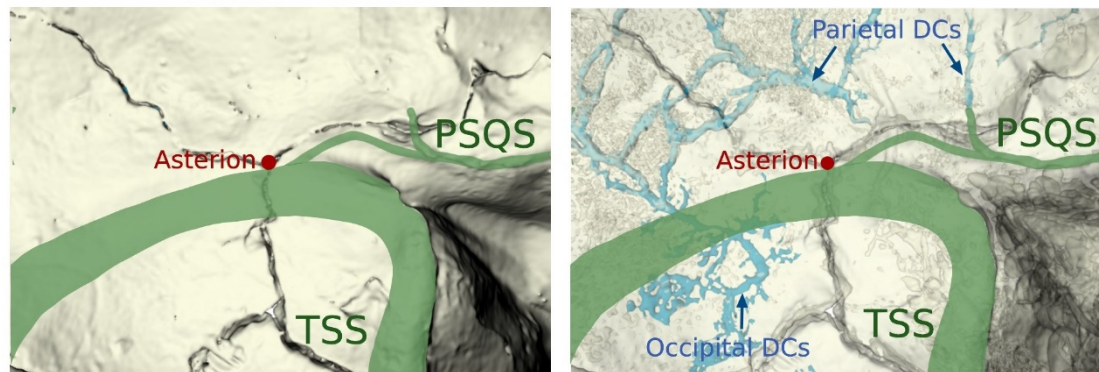 PSQS
Asterion
TSS
Parietal DCs
PSQS
Asterion
TSS
Occipital DCs